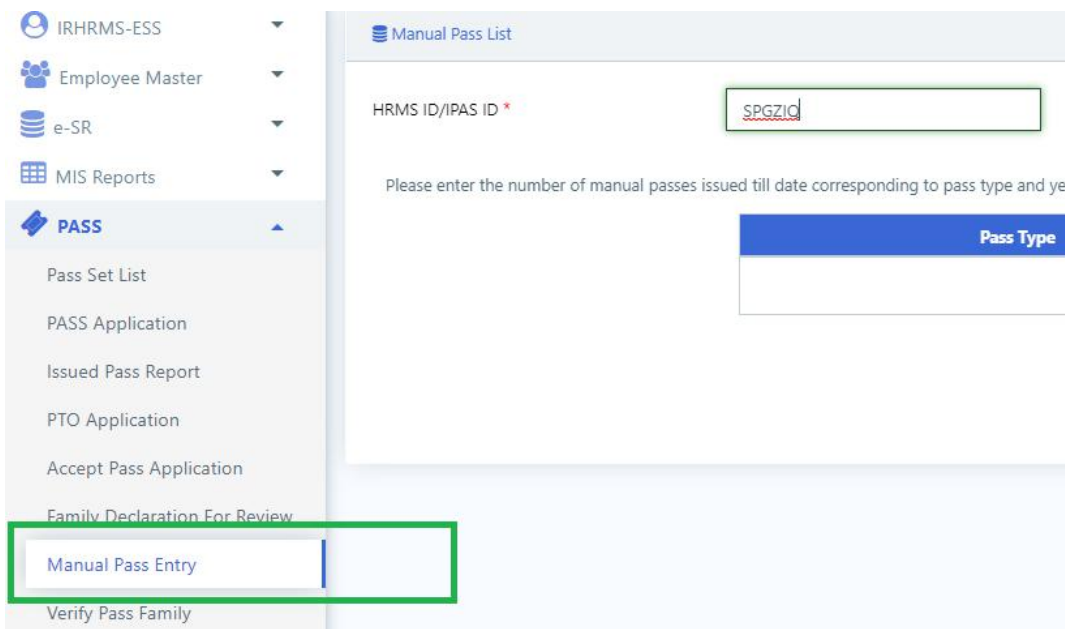 IRHRMS-ESS
Employee Master
e-SR
MIS Reports
PASS
Pass Set List
PASS Application
Issued Pass Report
PTO Application
Accept Pass Application
Family Declaration For Review
Manual Pass Entry
Verify Pass Family
Manual Pass List
HRMS ID/IPAS ID *
SPGZIQ
Please enter the number of manual passes issued till date corresponding to pass type and ye
Pass Type